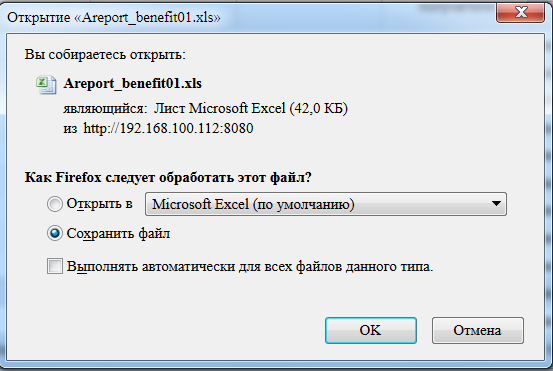 Открытие «Areport_benefit01.xls»
Вы собираетесь открыть:
Areport_benefit01.xls
являющийся: Лист Microsoft Excel (42,0 КБ)
из http://192.168.100.112:8080
Как Firefox следует обработать этот файл?
Открыть в Microsoft Excel (по умолчанию)
Сохранить файл
Выполнять автоматически для всех файлов данного типа.
OK Отмена